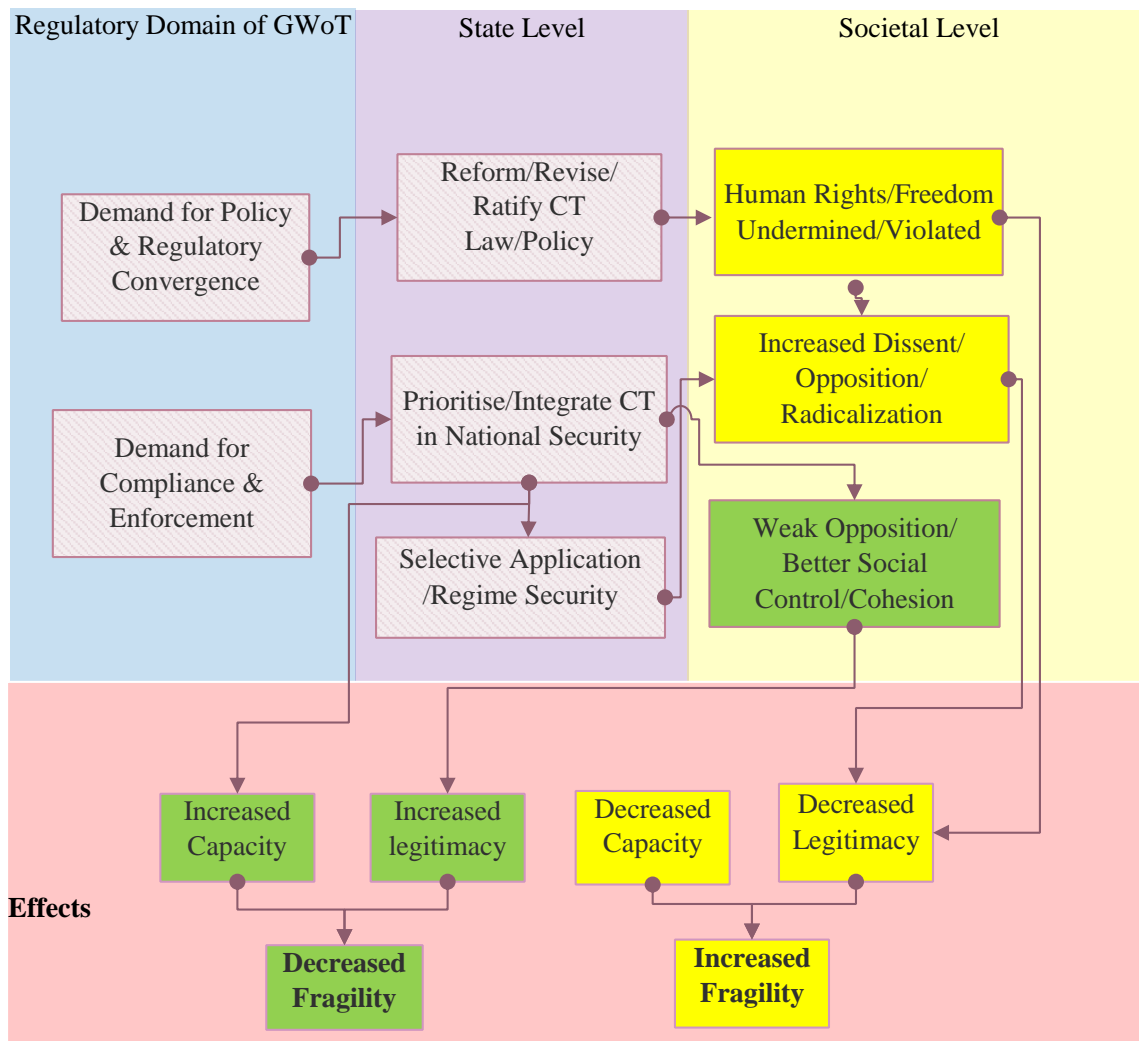 Regulatory Domain of GWoT
State Level
Societal Level
Demand for Policy
& Regulatory
Convergence
Reform/Revise/
Ratify CT
Law/Policy
Human Rights/Freedom
Undermined/Violated
Increased Dissent/
Opposition/
Radicalization
Prioritise/Integrate CT
in National Security
Demand for
Compliance &
Enforcement
Weak Opposition/
Better Social
Control/Cohesion
Selective Application
/Regime Security
Increased
Capacity
Increased
legitimacy
Decreased
Capacity
Decreased
Legitimacy
Effects
Decreased
Fragility
Increased
Fragility